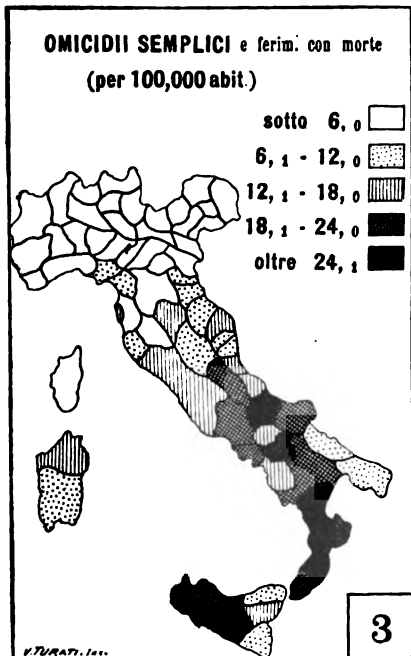 OMICIDII SEMPLICI e ferim. con morte
(per 100,000 abit.)
sotto 6,0
6,1 - 12,0
12,1 - 18,0
18,1 - 24,0
oltre 24,1
V. TURATI. Inc.
3